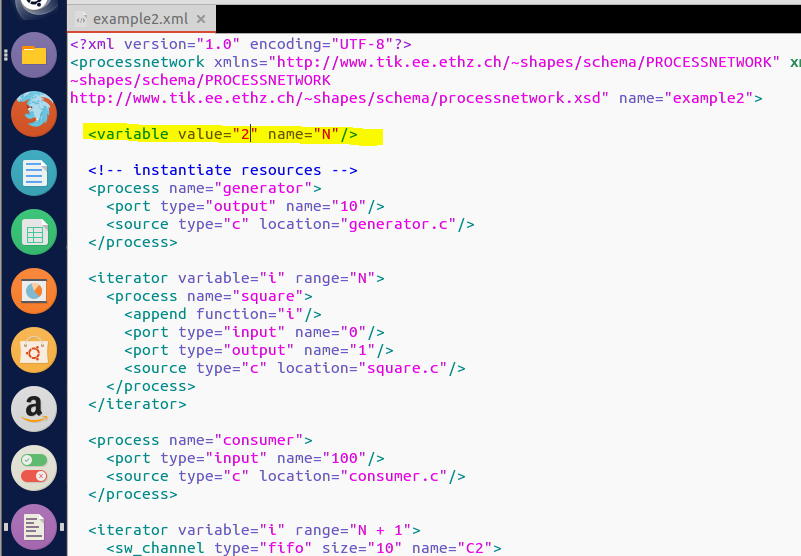 example2.xml ×
<?xml version="1.0" encoding="UTF-8"?>
<processnetwork xmlns="http://www.tik.ee.ethz.ch/~shapes/schema/PROCESSNETWORK" xm
~shapes/schema/PROCESSNETWORK
http://www.tik.ee.ethz.ch/~shapes/schema/processnetwork.xsd" name="example2">
<variable value="2" name="N"/>
<!-- instantiate resources -->
<process name="generator">
<port type="output" name="10"/>
<source type="c" location="generator.c"/>
</process>
<iterator variable="i" range="N">
<process name="square">
<append function="i"/>
<port type="input" name="0"/>
<port type="output" name="1"/>
<source type="c" location="square.c"/>
</process>
</iterator>
<process name="consumer">
<port type="input" name="100"/>
<source type="c" location="consumer.c"/>
</process>
<iterator variable="i" range="N + 1">
<sw_channel type="fifo" size="10" name="C2">
a